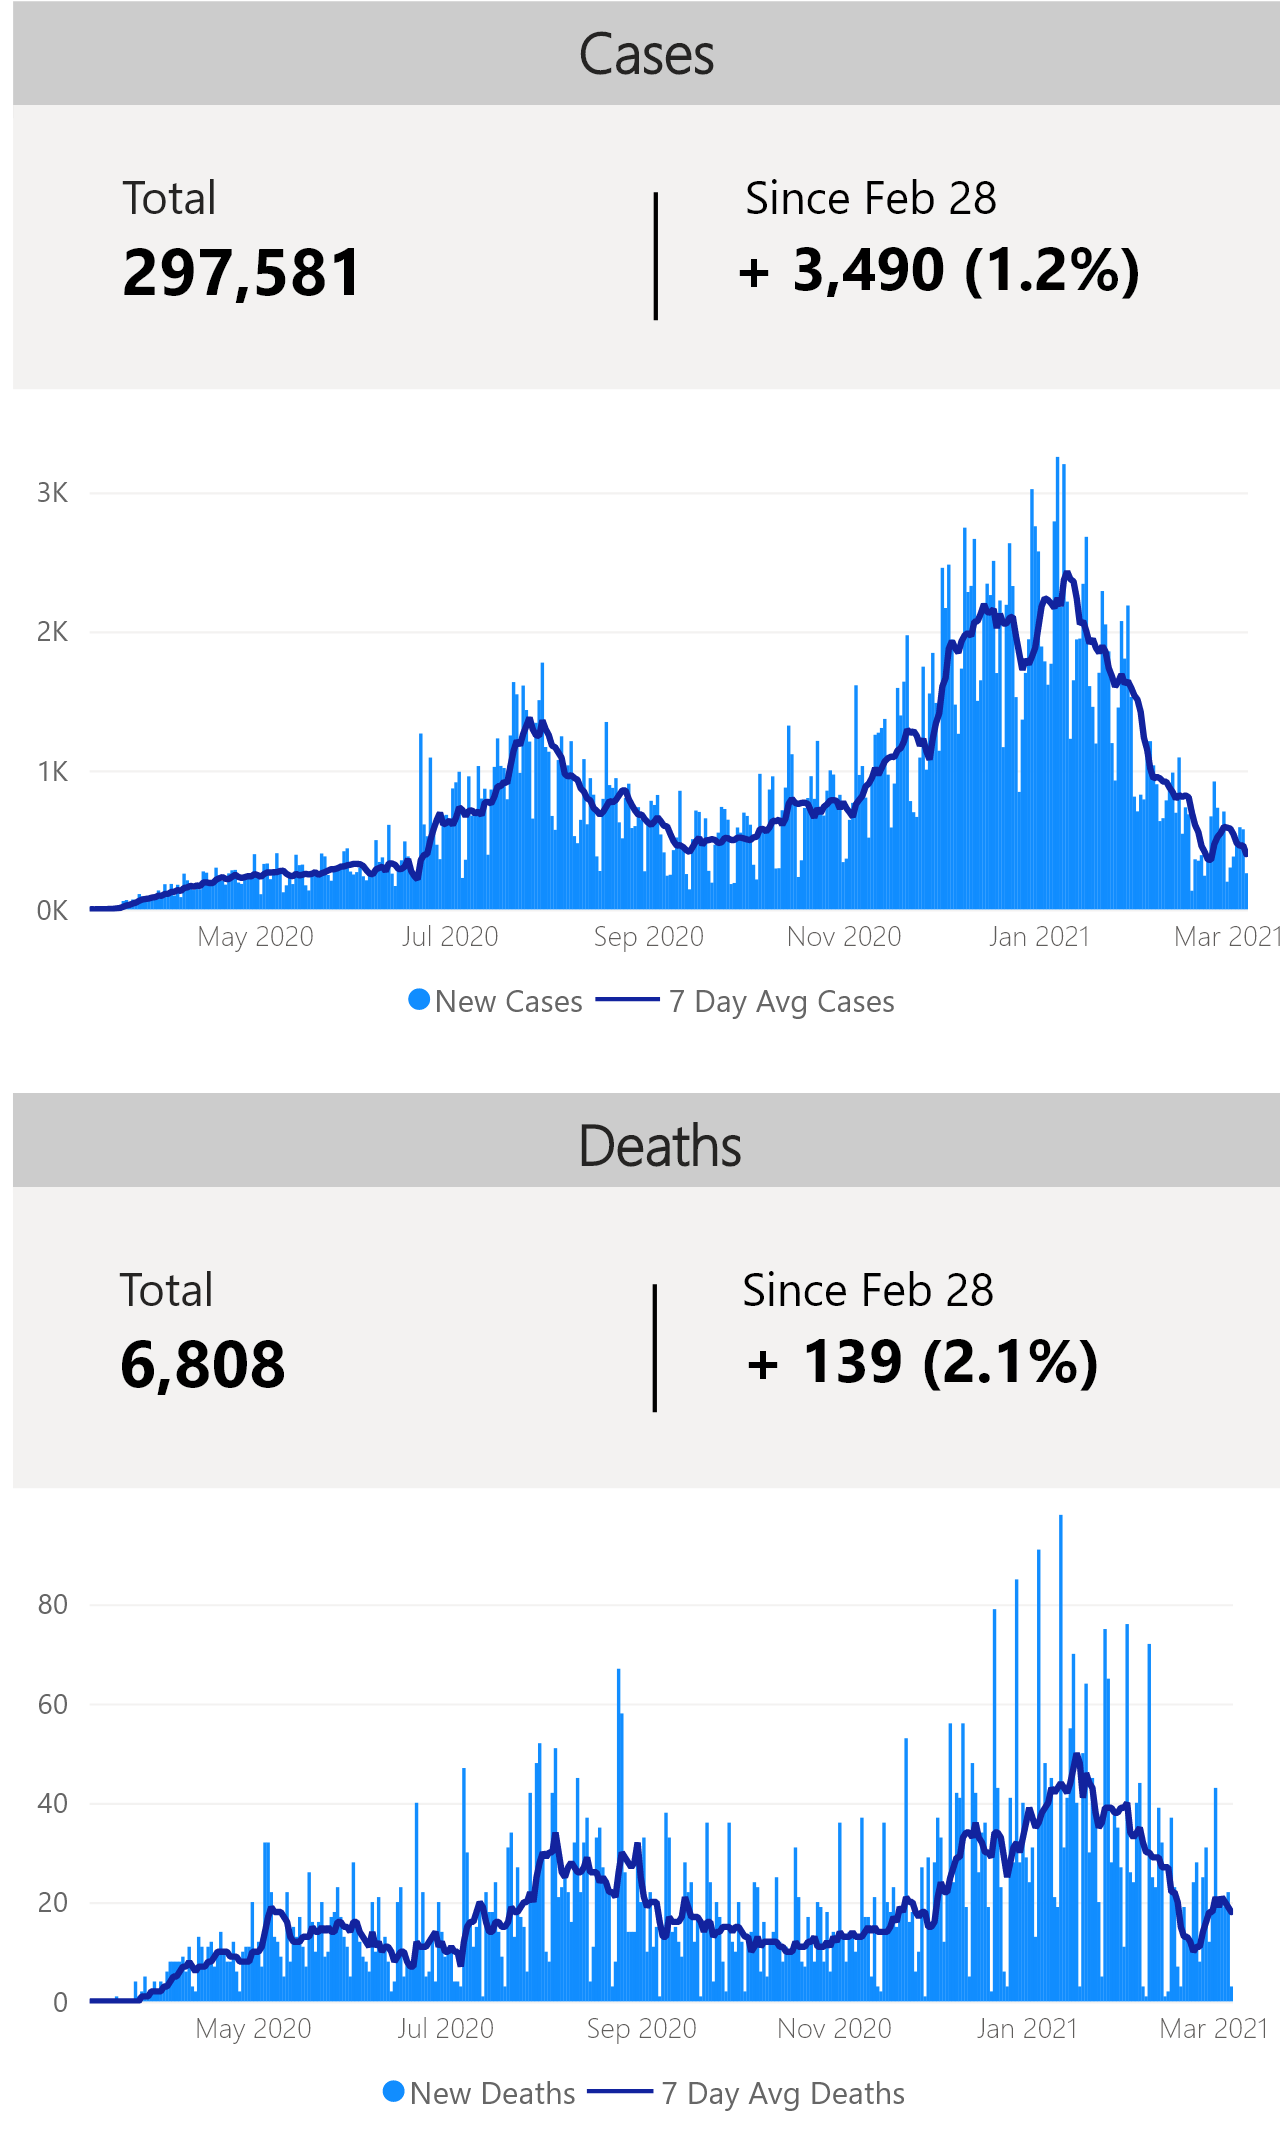 Cases
Total
Since Feb 28
297,581
+ 3,490 (1.2%)
3K
2K
1K
0K
May 2020
Jul 2020
Sep 2020
Nov 2020
Jan 2021
Mar 2021
New Cases
7 Day Avg Cases
Deaths
Total
Since Feb 28
6,808
+ 139 (2.1%)
80
60
40
20
0
May 2020
Jul 2020
Sep 2020
Nov 2020
Jan 2021
Mar 2021
New Deaths
7 Day Avg Deaths